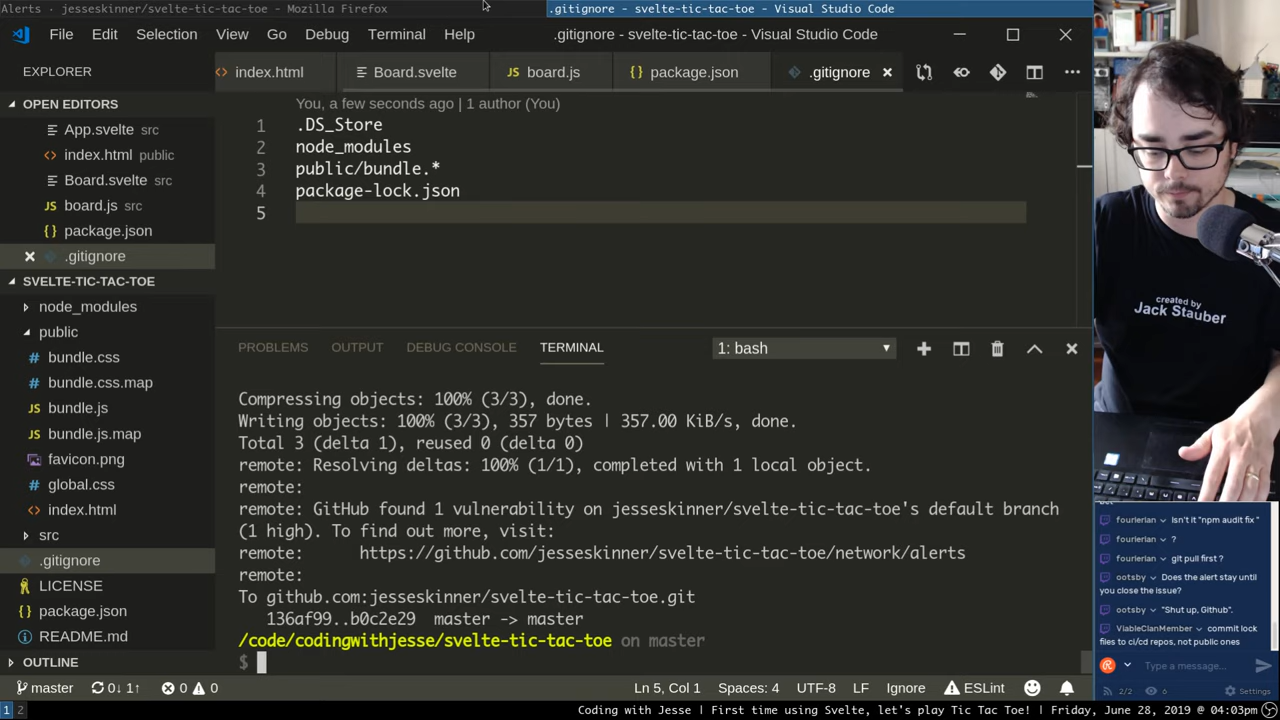 Alerts · jesseskinner/svelte-tic-tac-toe - Mozilla Firefox
.gitignore - svelte-tic-tac-toe - Visual Studio Code
File Edit Selection View Go Debug Terminal Help
.gitignore - svelte-tic-tac-toe - Visual Studio Code
EXPLORER
index.html
Board.svelte
board.js
package.json
.gitignore
OPEN EDITORS
App.svelte src
index.html public
Board.svelte src
board.js src
package.json
.gitignore
SVELTE-TIC-TAC-TOE
node_modules
public
bundle.css
bundle.css.map
bundle.js
bundle.js.map
favicon.png
global.css
index.html
src
.gitignore
LICENSE
package.json
README.md
OUTLINE
You, a few seconds ago | 1 author (You)
1 .DS_Store
2 node_modules
3 public/bundle.*
4 package-lock.json
5
PROBLEMS OUTPUT DEBUG CONSOLE TERMINAL
1: bash
Compressing objects: 100% (3/3), done.
Writing objects: 100% (3/3), 357 bytes | 357.00 KiB/s, done.
Total 3 (delta 1), reused 0 (delta 0)
remote: Resolving deltas: 100% (1/1), completed with 1 local object.
remote:
remote: GitHub found 1 vulnerability on jesseskinner/svelte-tic-tac-toe's default branch
(1 high). To find out more, visit:
remote: https://github.com/jesseskinner/svelte-tic-tac-toe/network/alerts
remote:
To github.com:jesseskinner/svelte-tic-tac-toe.git
136af99..b0c2e29 master -> master
/code/codingwithjesse/svelte-tic-tac-toe on master
$
created by
Jack Stauber
fourlerlan Isn't it "npm audit fix "
fourlerlan ?
fourlerlan git pull first ?
ootsby Does the alert stay until
you close the issue?
ootsby "Shut up, Github".
ViableClanMember commit lock
files to ci/cd repos, not public ones
Type a message...
2/2 6 Settings
master 0↓ 1↑ 0 0
Ln 5, Col 1 Spaces: 4 UTF-8 LF Ignore ESLint
1 2
Coding with Jesse | First time using Svelte, let's play Tic Tac Toe! | Friday, June 28, 2019 @ 04:03pm